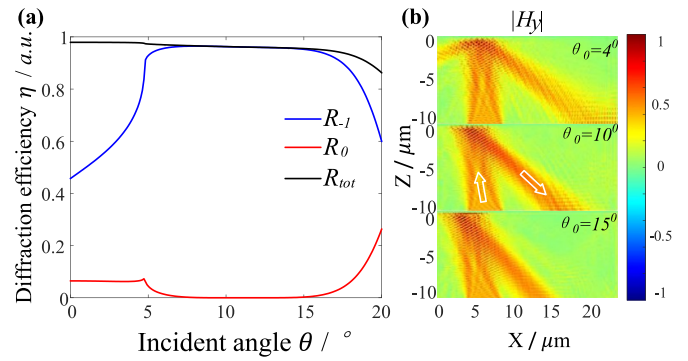 (a)
Diffraction efficiency η / a.u.
1
0.8
0.6
0.4
0.2
0
R-1
R0
Rtot
0 5 10 15 20
Incident angle θ / °
(b)
|Hy|
Z / μm
0
-5
-10
θ0=4⁰
0
-5
-10
θ0=10⁰
0
-5
-10
θ0=15⁰
0 5 10 15 20
X / μm
1
0.5
0
-0.5
-1